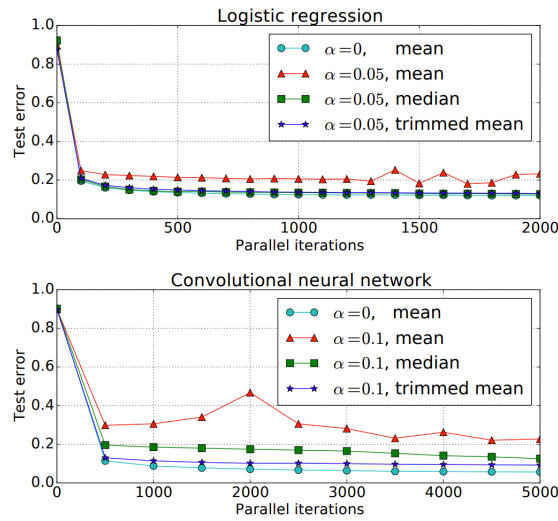 Logistic regression
1.0
0.8
0.6
0.4
0.2
0.0
Test error
α=0, mean
α=0.05, mean
α=0.05, median
α=0.05, trimmed mean
0 500 1000 1500 2000
Parallel iterations
Convolutional neural network
1.0
0.8
0.6
0.4
0.2
0.0
Test error
α=0, mean
α=0.1, mean
α=0.1, median
α=0.1, trimmed mean
0 1000 2000 3000 4000 5000
Parallel iterations